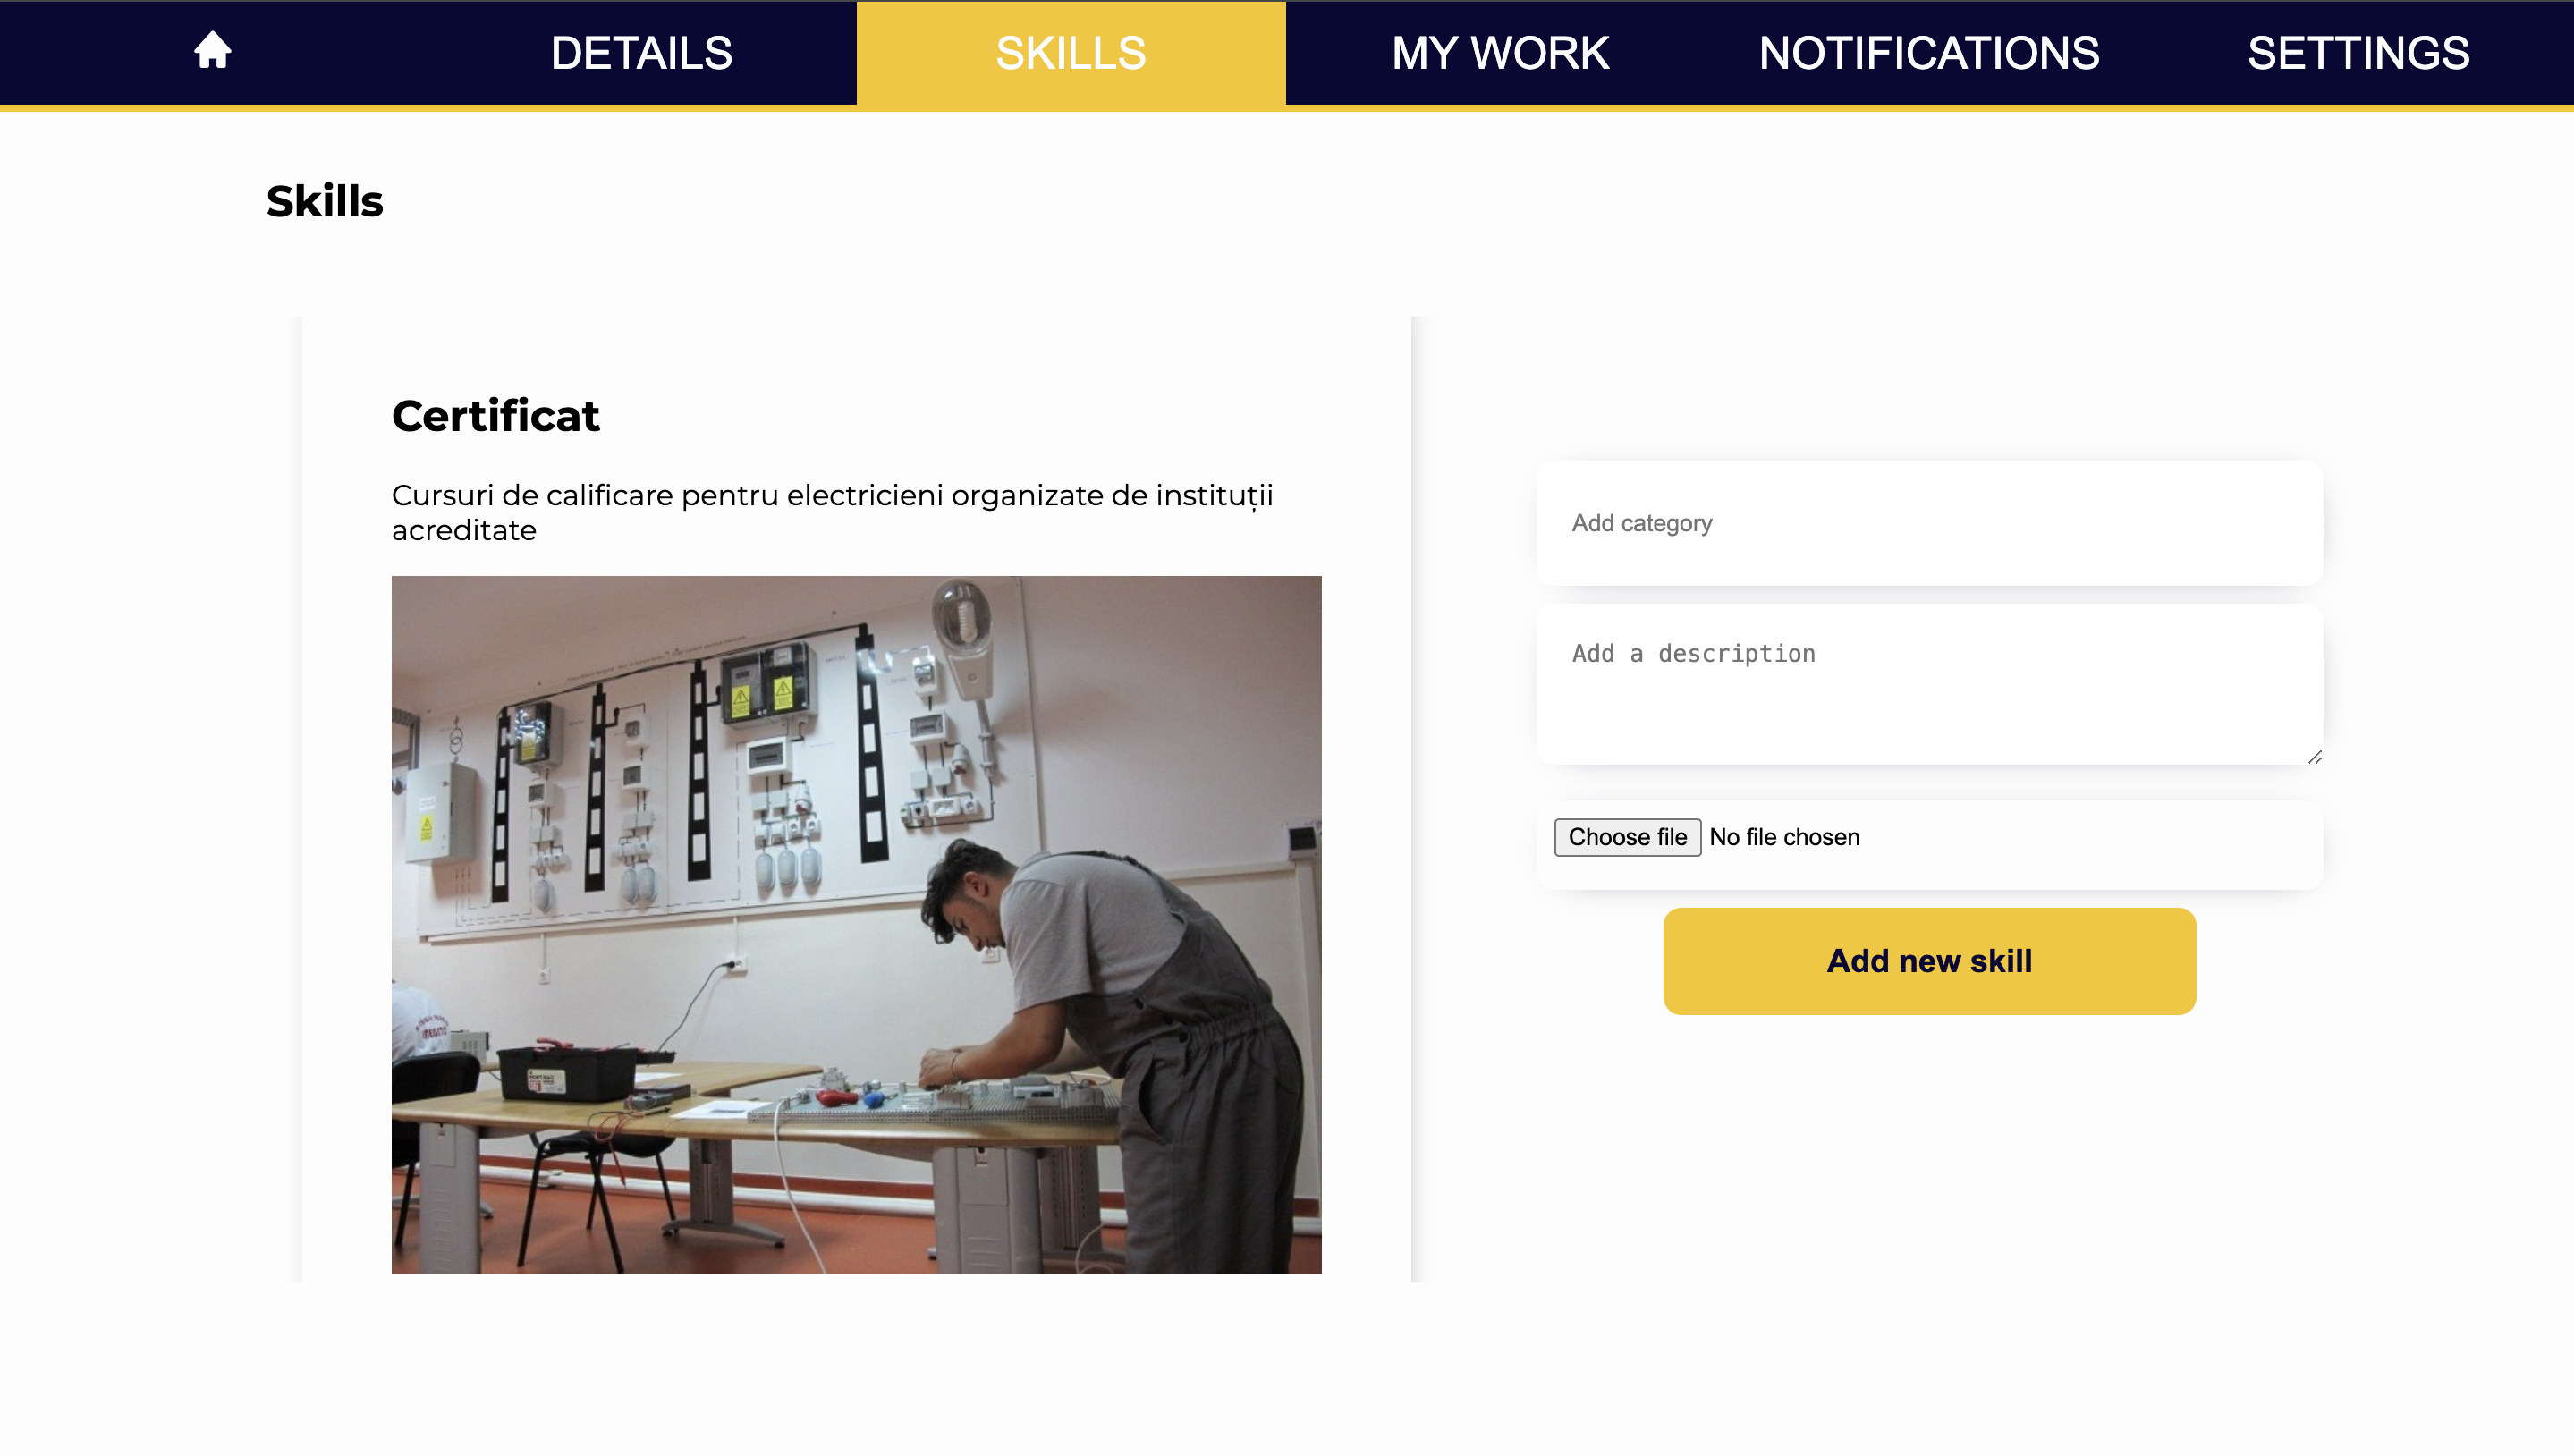 DETAILS
SKILLS
MY WORK
NOTIFICATIONS
SETTINGS
Skills
Certificat
Cursuri de calificare pentru electricieni organizate de instituții
acreditate
Add category
Add a description
Choose file No file chosen
Add new skill